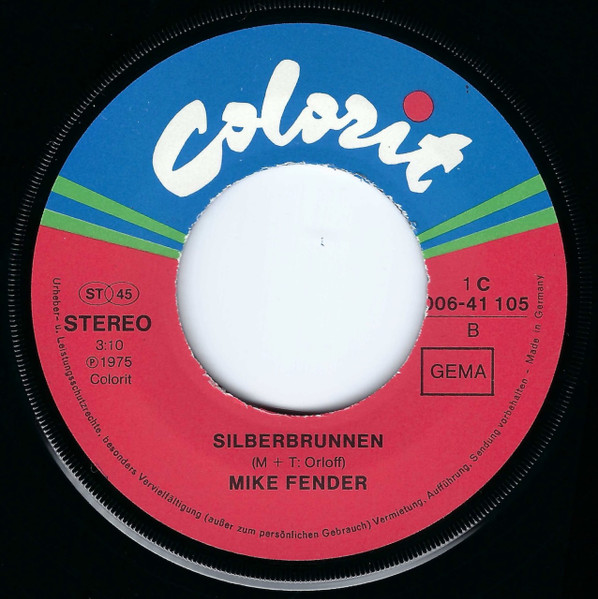 Colorit
ST 45
STEREO
3:10
℗ 1975
Colorit
1 C
006-41 105
B
GEMA
SILBERBRUNNEN
(M + T: Orloff)
MIKE FENDER
Urheber- u. Leistungsschutzrechte, besonders Vervielfältigung (außer zum persönlichen Gebrauch) Vermietung, Aufführung, Sendung vorbehalten - Made in Germany